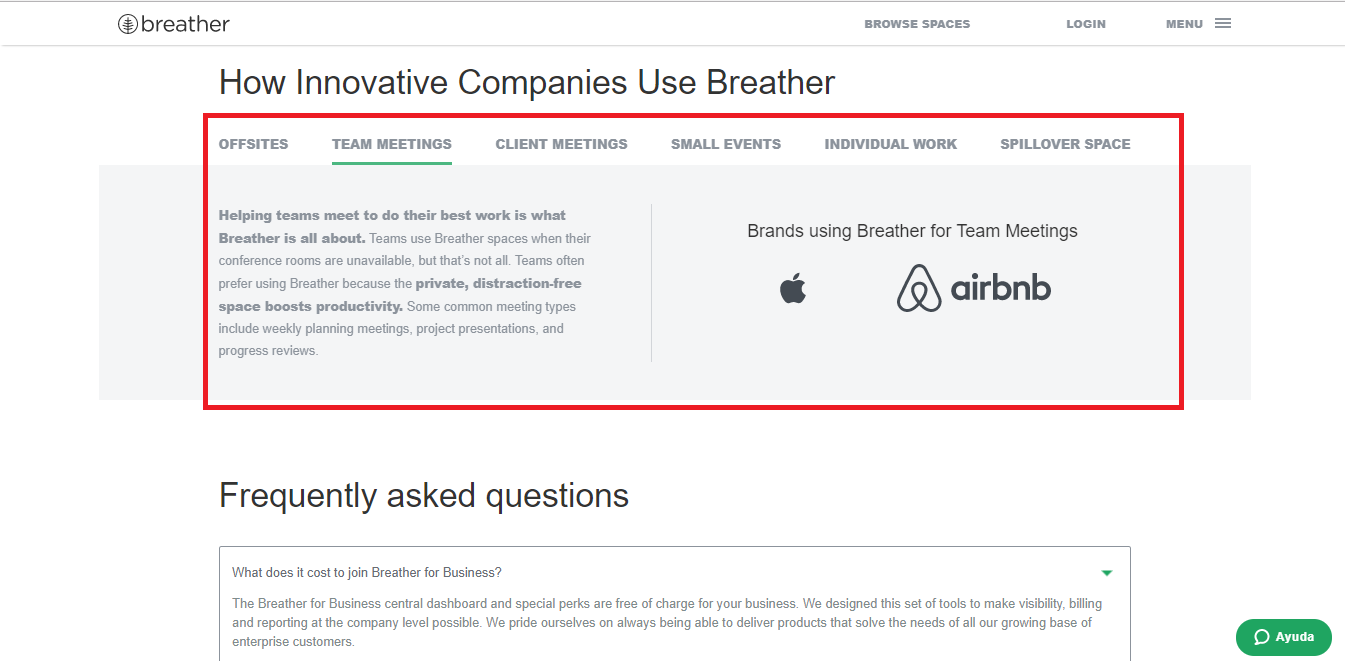 breather
BROWSE SPACES
LOGIN
MENU
How Innovative Companies Use Breather
OFFSITES
TEAM MEETINGS
CLIENT MEETINGS
SMALL EVENTS
INDIVIDUAL WORK
SPILLOVER SPACE
Helping teams meet to do their best work is what
Breather is all about. Teams use Breather spaces when their
conference rooms are unavailable, but that’s not all. Teams often
prefer using Breather because the private, distraction-free
space boosts productivity. Some common meeting types
include weekly planning meetings, project presentations, and
progress reviews.
Brands using Breather for Team Meetings
airbnb
Frequently asked questions
What does it cost to join Breather for Business?
The Breather for Business central dashboard and special perks are free of charge for your business. We designed this set of tools to make visibility, billing
and reporting at the company level possible. We pride ourselves on always being able to deliver products that solve the needs of all our growing base of
enterprise customers.
Ayuda